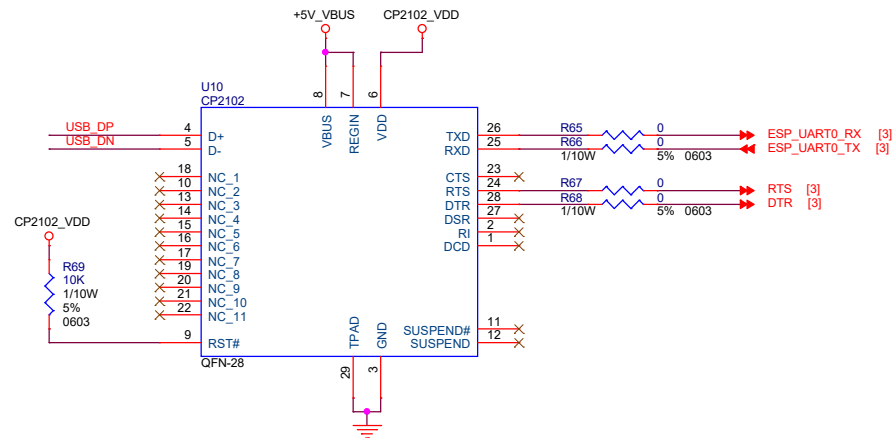 +5V_VBUS
CP2102_VDD
U10
CP2102
8
7
6
VBUS
REGIN
VDD
USB_DP
4
D+
USB_DN
5
D-
18
NC_1
10
NC_2
13
NC_3
14
NC_4
15
NC_5
16
NC_6
17
NC_7
19
NC_8
20
NC_9
21
NC_10
22
NC_11
CP2102_VDD
R69
10K
1/10W
5%
0603
9
RST#
QFN-28
TXD
26
R65
0
ESP_UART0_RX [3]
RXD
25
R66
0
ESP_UART0_TX [3]
1/10W
5% 0603
CTS
23
RTS
24
R67
0
RTS [3]
DTR
28
R68
0
DTR [3]
1/10W
5% 0603
DSR
27
RI
2
DCD
1
SUSPEND#
11
SUSPEND
12
TPAD
GND
29
3